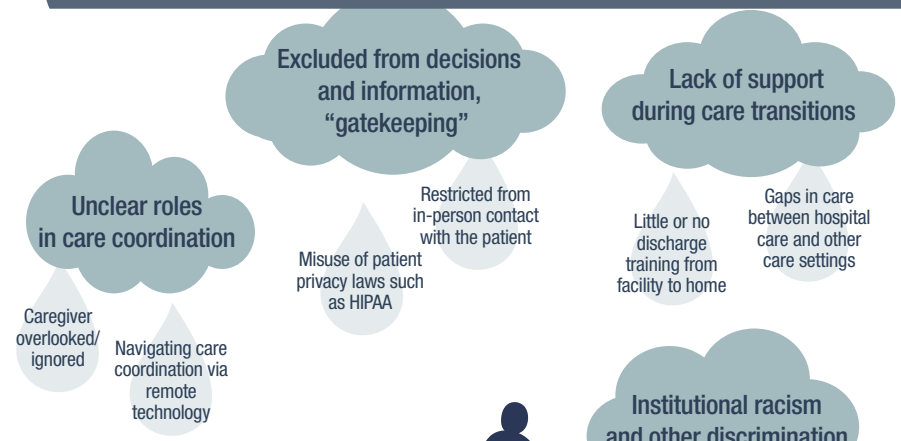 Excluded from decisions
and information,
“gatekeeping”
Lack of support
during care transitions
Unclear roles
in care coordination
Restricted from
in-person contact
with the patient
Misuse of patient
privacy laws such
as HIPAA
Little or no
discharge
training from
facility to home
Gaps in care
between hospital
care and other
care settings
Caregiver
overlooked/
ignored
Navigating care
coordination via
remote
technology
Institutional racism
and other discrimination